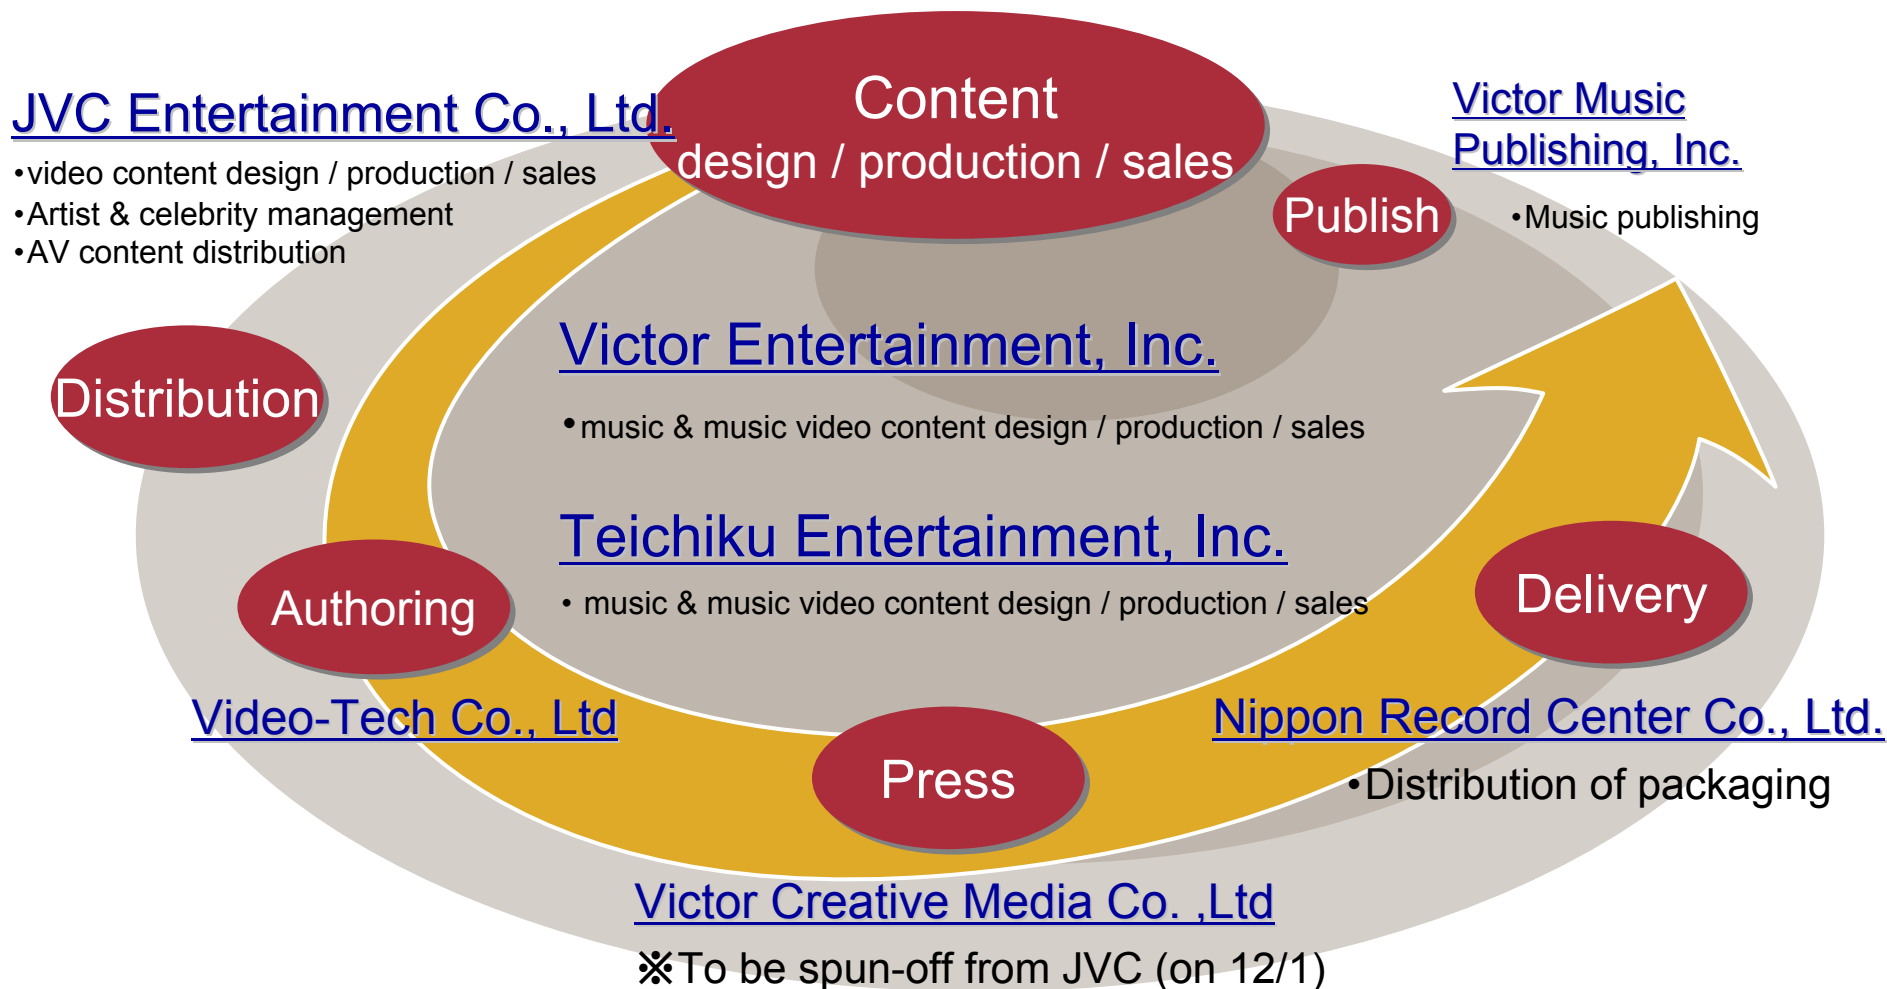 Content
design / production / sales
JVC Entertainment Co., Ltd.
•video content design / production / sales
•Artist & celebrity management
•AV content distribution
Victor Music
Publishing, Inc.
Publish
•Music publishing
Distribution
Victor Entertainment, Inc.
•music & music video content design / production / sales
Teichiku Entertainment, Inc.
• music & music video content design / production / sales
Authoring
Delivery
Video-Tech Co., Ltd
Nippon Record Center Co., Ltd.
•Distribution of packaging
Press
Victor Creative Media Co. ,Ltd
※To be spun-off from JVC (on 12/1)